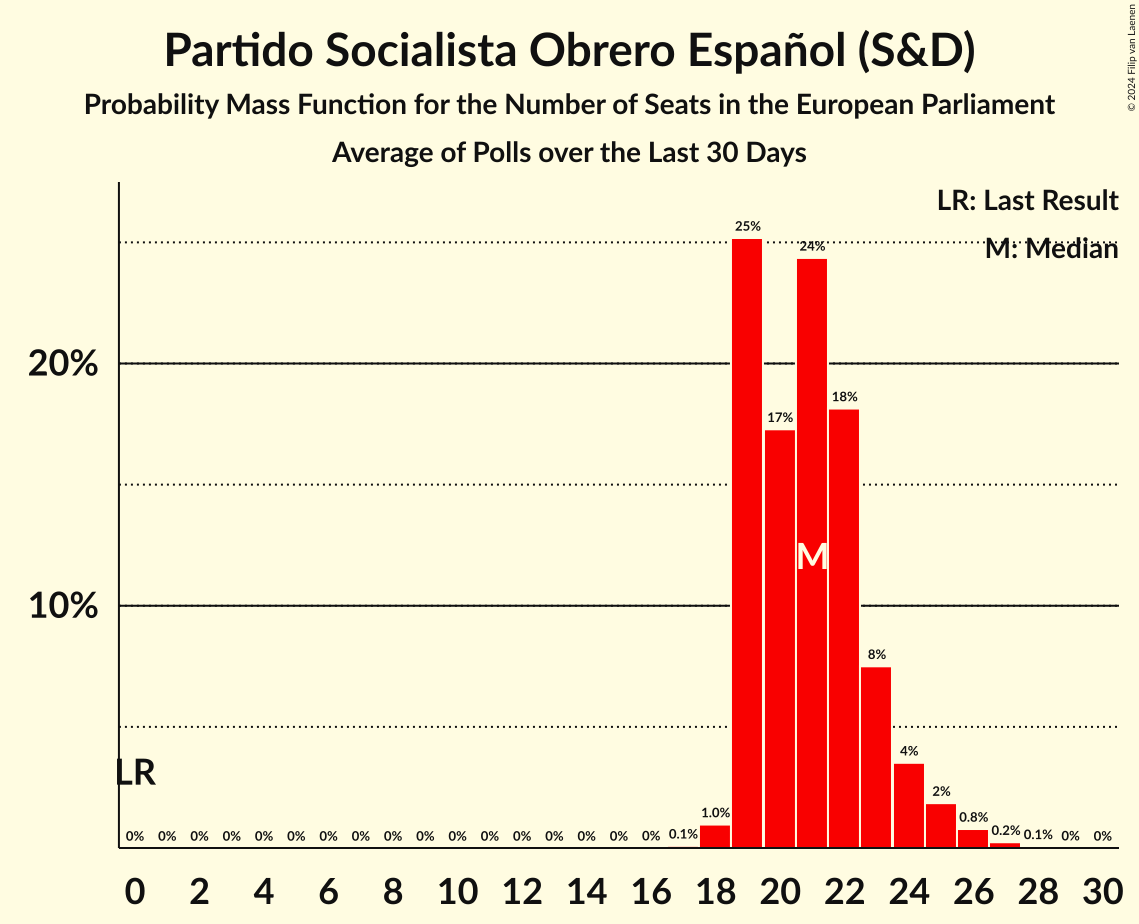 Partido Socialista Obrero Español (S&D)
Probability Mass Function for the Number of Seats in the European Parliament
Average of Polls over the Last 30 Days
© 2024 Filip van Laenen
LR: Last Result
M: Median
25%
24%
20%
18%
17%
M
10%
8%
4%
LR
2%
1.0%
0.8%
0% 0% 0% 0% 0% 0% 0% 0% 0% 0% 0% 0% 0% 0% 0% 0% 0% 0.1% 0.2% 0.1% 0% 0%
0 2 4 6 8 10 12 14 16 18 20 22 24 26 28 30